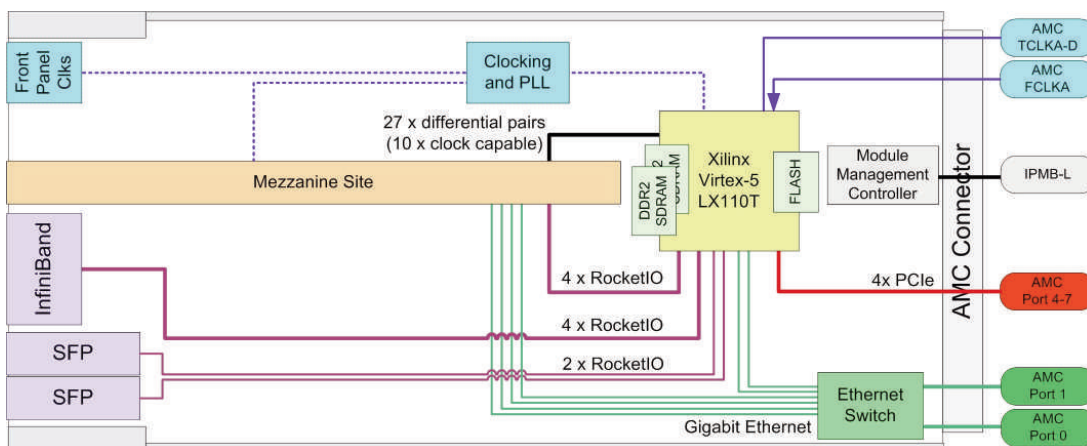 Front
Panel
Clks
Clocking
and PLL
AMC
TCLKA-D
AMC
FCLKA
27 x differential pairs
(10 x clock capable)
Mezzanine Site
DDR2
SDRAM
2
SDRAM
Xilinx
Virtex-5
LX110T
FLASH
Module
Management
Controller
AMC Connector
IPMB-L
InfiniBand
4 x RocketIO
4x PCIe
AMC
Port 4-7
4 x RocketIO
SFP
2 x RocketIO
SFP
Ethernet
Switch
AMC
Port 1
Gigabit Ethernet
AMC
Port 0